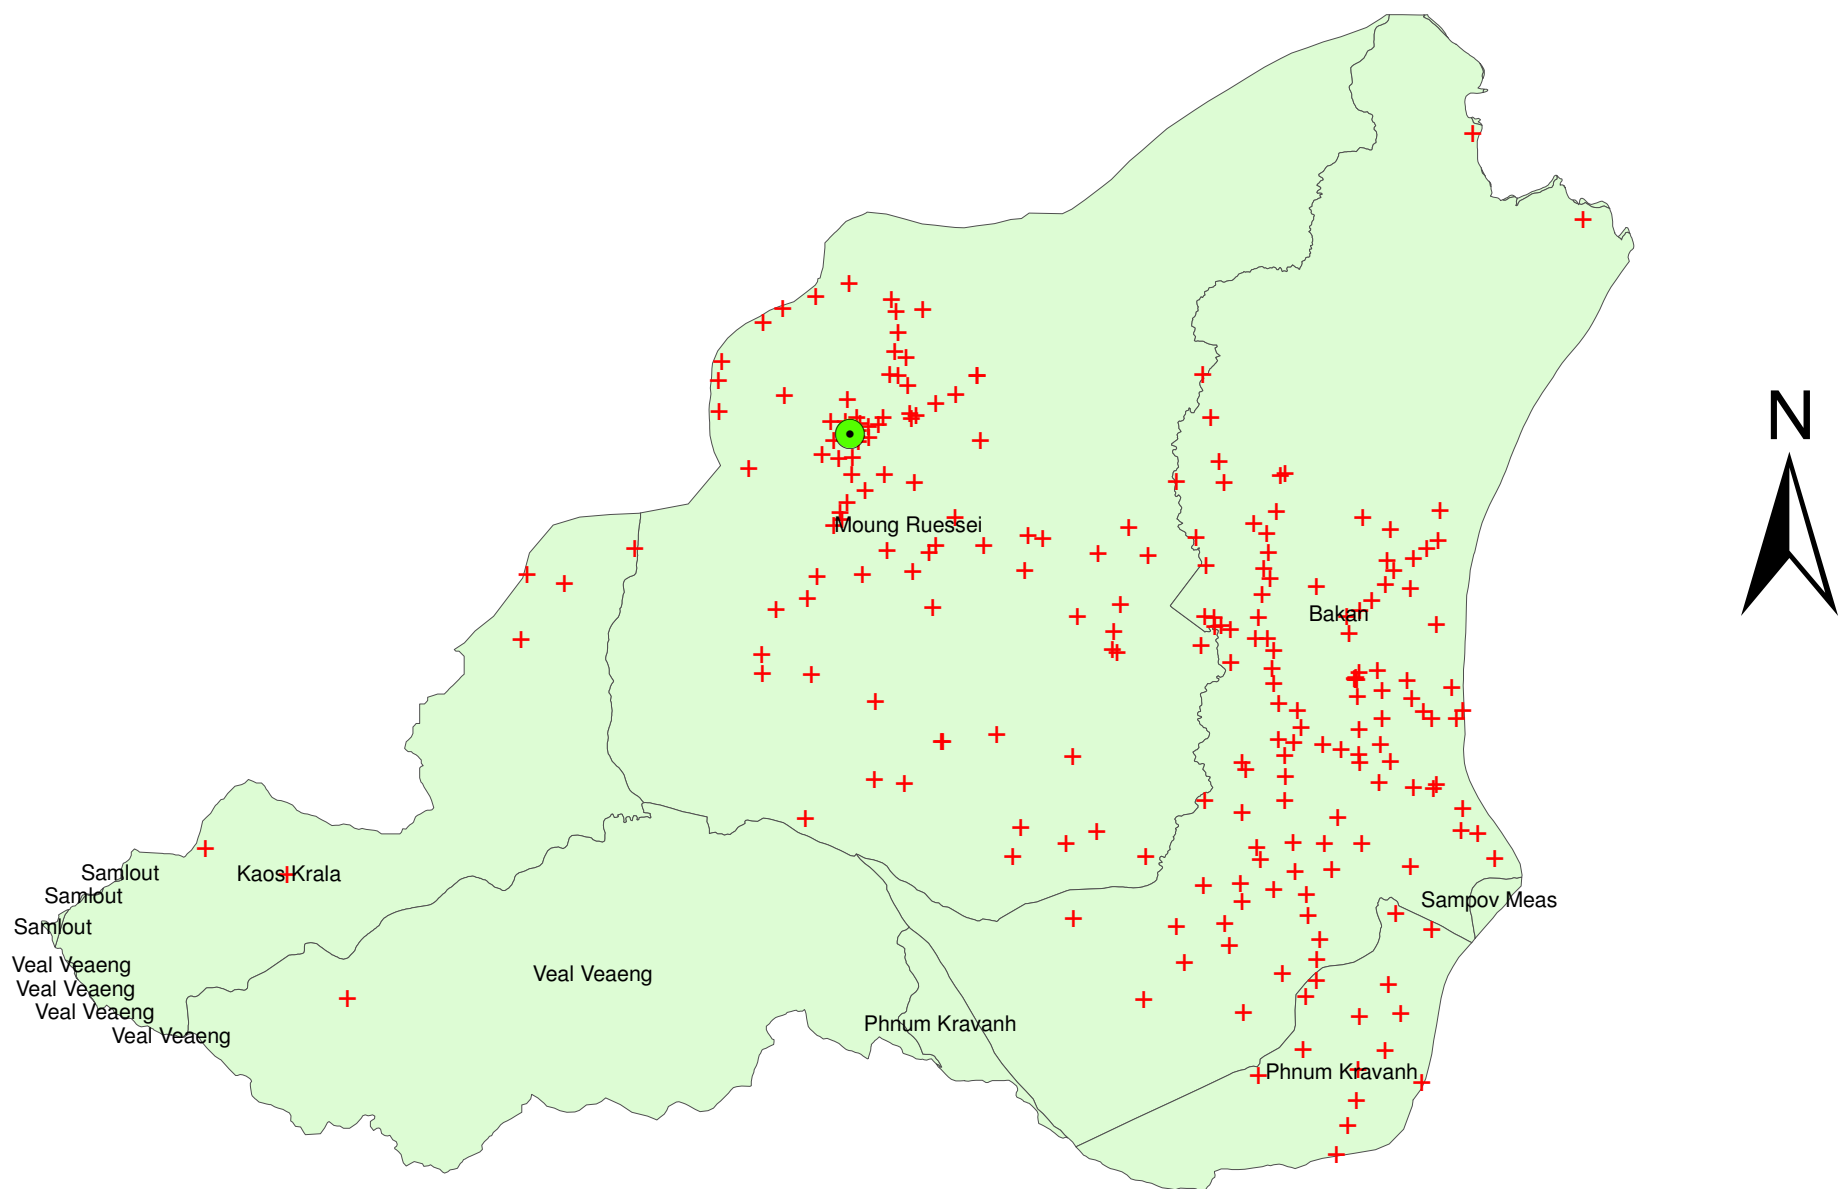 N
Moung Ruessei
Bakan
Samlout
Kaos Krala
Samlout
Sampov Meas
Samlout
Veal Veaeng
Veal Veaeng
Veal Veaeng
Veal Veaeng
Phnum Kravanh
Veal Veaeng
Phnum Kravanh